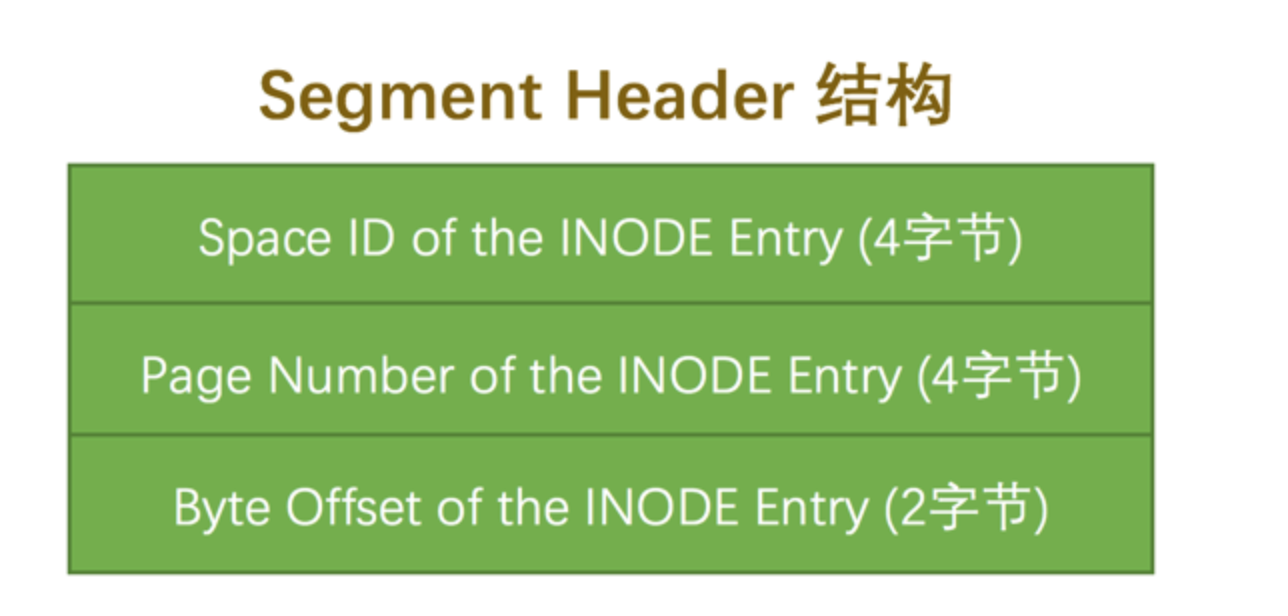 Segment Header 结构
Space ID of the INODE Entry (4字节)
Page Number of the INODE Entry (4字节)
Byte Offset of the INODE Entry (2字节)